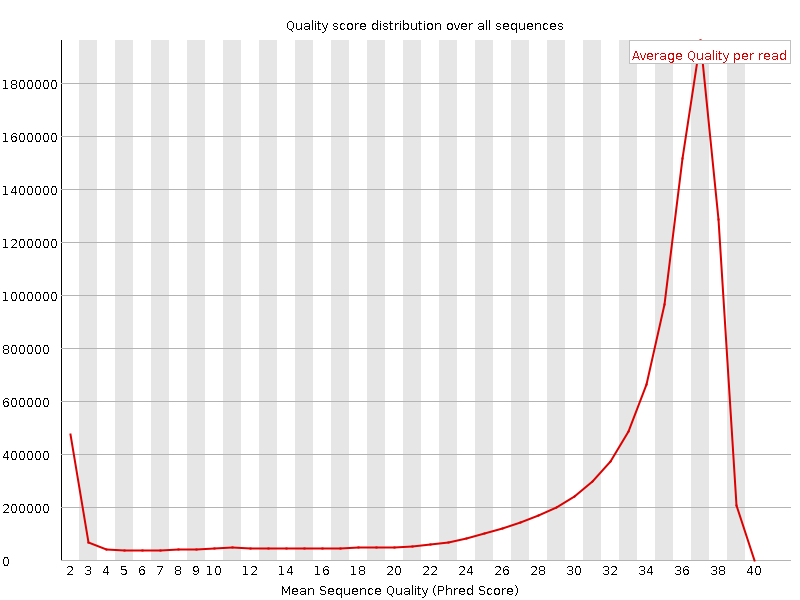 Quality score distribution over all sequences
Average Quality per read
1800000
1600000
1400000
1200000
1000000
800000
600000
400000
200000
0
2 3 4 5 6 7 8 9 10 12 14 16 18 20 22 24 26 28 30 32 34 36 38 40
Mean Sequence Quality (Phred Score)